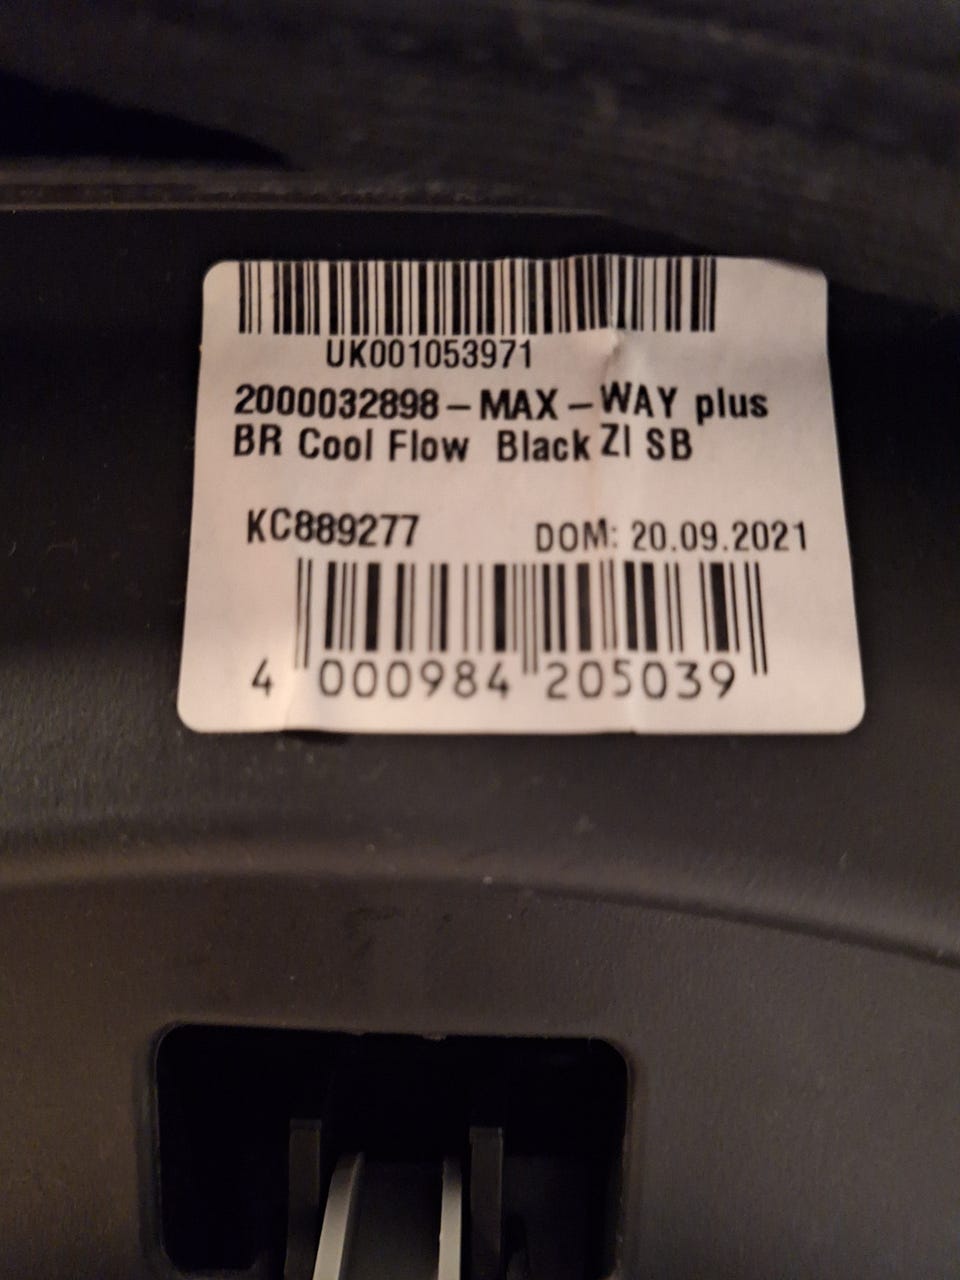 UK001053971
2000032898 – MAX – WAY plus
BR Cool Flow Black ZI SB
KC889277 DOM: 20.09.2021
4 000984 205039